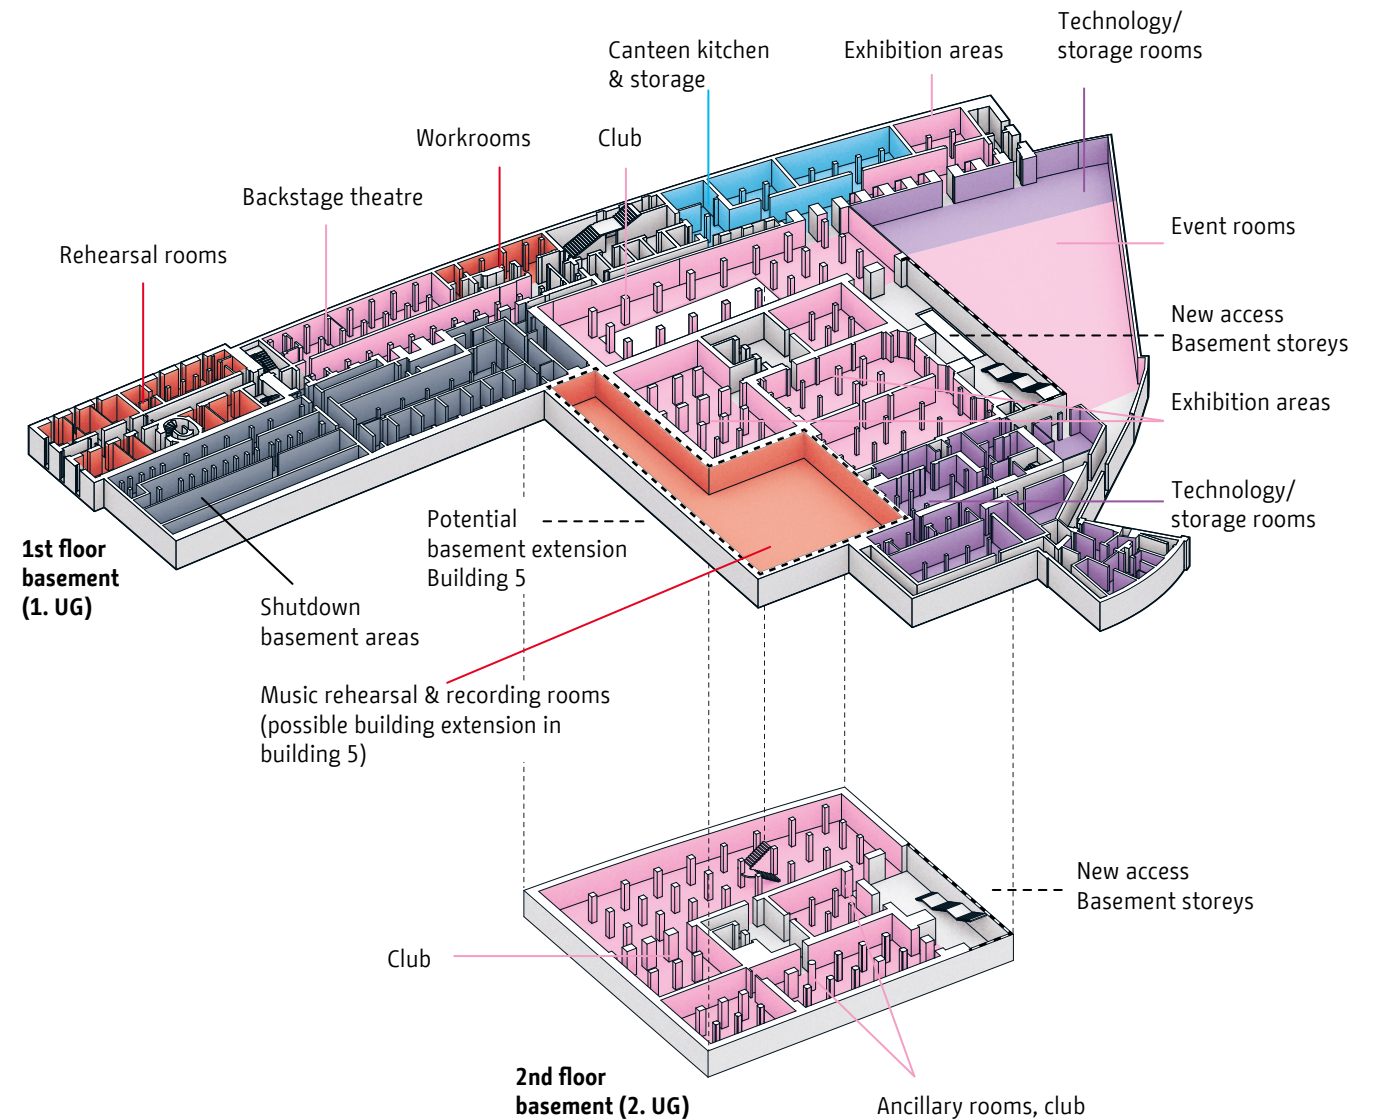 Technology/
storage rooms
Canteen kitchen
& storage
Exhibition areas
Workrooms
Club
Backstage theatre
Rehearsal rooms
Event rooms
New access
Basement storeys
Exhibition areas
Technology/
storage rooms
Potential
basement extension
Building 5
1st floor
basement
(1. UG)
Shutdown
basement areas
Music rehearsal & recording rooms
(possible building extension in
building 5)
New access
Basement storeys
Club
2nd floor
basement (2. UG)
Ancillary rooms, club